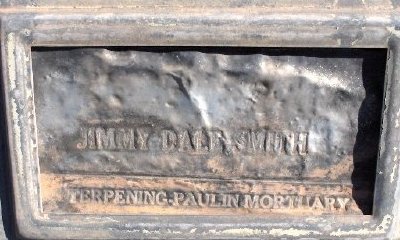 JIMMY DALE SMITH
TERPENING-PAULIN MORTUARY